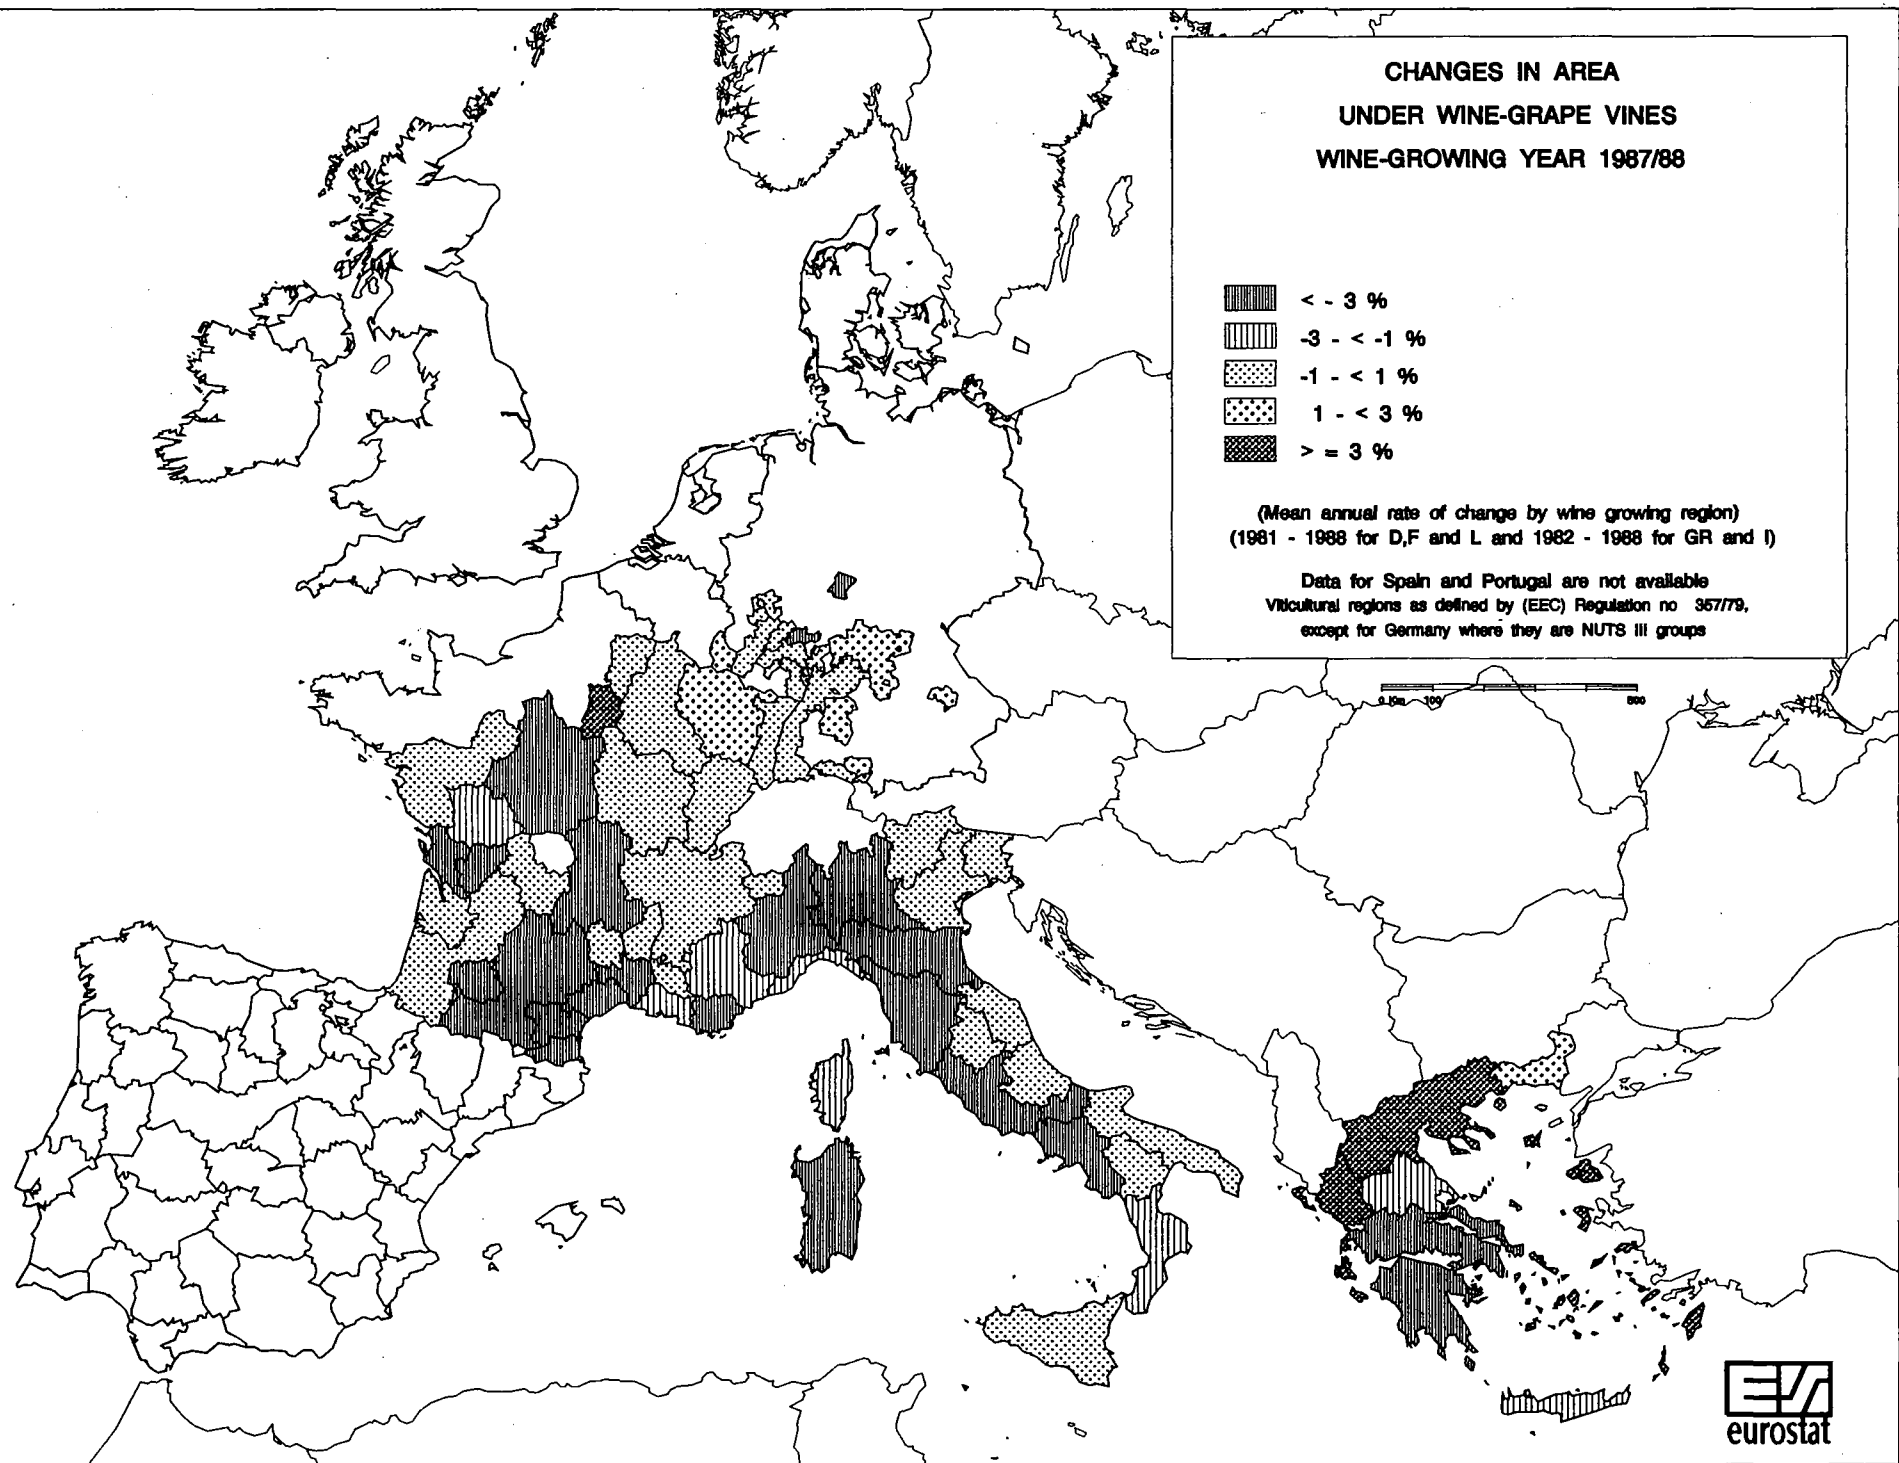 CHANGES IN AREA
UNDER WINE-GRAPE VINES
WINE-GROWING YEAR 1987/88
< - 3 %
-3 - < -1 %
-1 - < 1 %
1 - < 3 %
> = 3 %
(Mean annual rate of change by wine growing region)
(1981 - 1988 for D,F and L and 1982 - 1988 for GR and I)
Data for Spain and Portugal are not available
Viticultural regions as defined by (EEC) Regulation no 357/79,
except for Germany where they are NUTS III groups
0 Km 100 500
eurostat